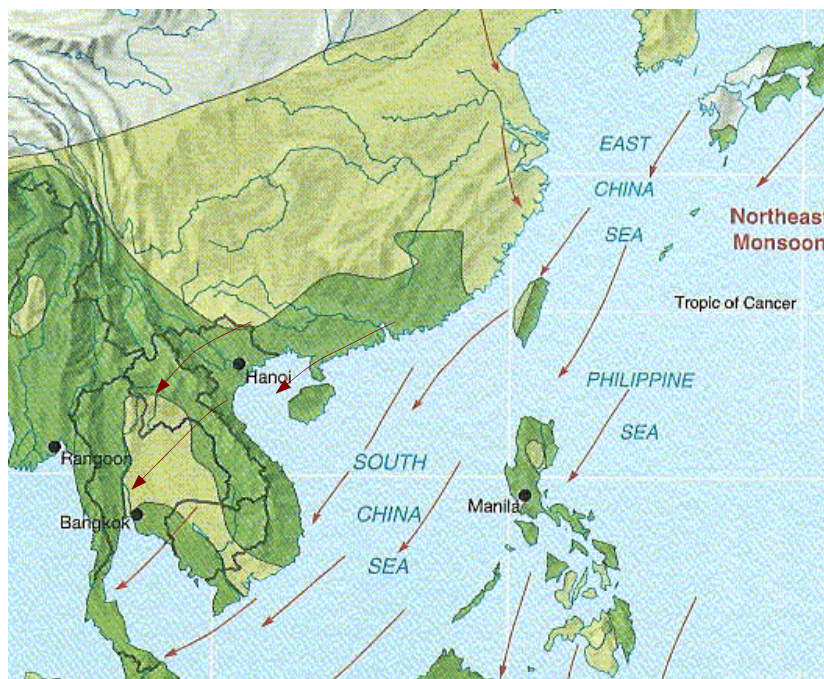 EAST
CHINA
SEA
Northeast
Monsoon
Tropic of Cancer
PHILIPPINE
SEA
Hanoi
Rangoon
Bangkok
SOUTH
CHINA
SEA
Manila